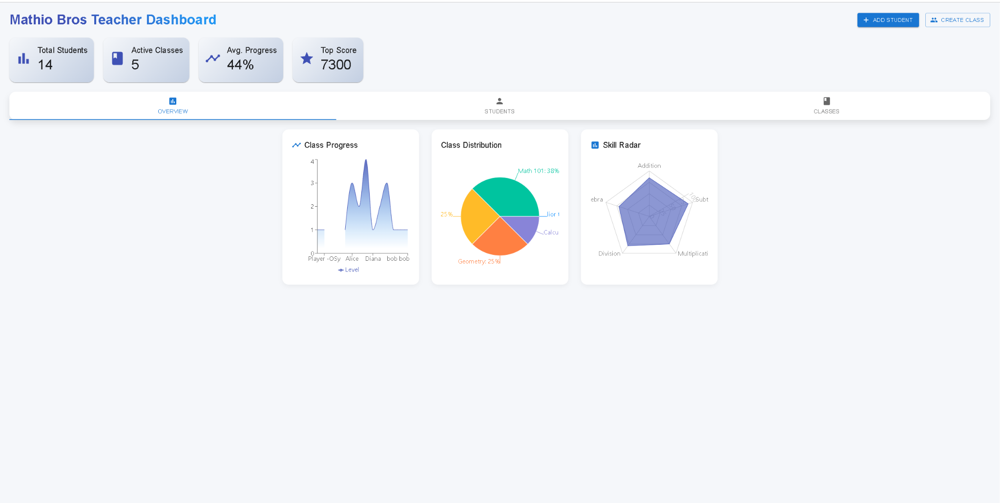 Mathio Bros Teacher Dashboard
ADD STUDENT
CREATE CLASS
Total Students
14
Active Classes
5
Avg. Progress
44%
Top Score
7300
OVERVIEW
STUDENTS
CLASSES
Class Progress
4
3
2
1
0
Player -OSy Alice Diana bob bob
Level
Class Distribution
Math 101: 38%
25%
lior t
Calcu
Geometry: 25%
Skill Radar
Addition
ebra
Subt
Division
Multiplicati